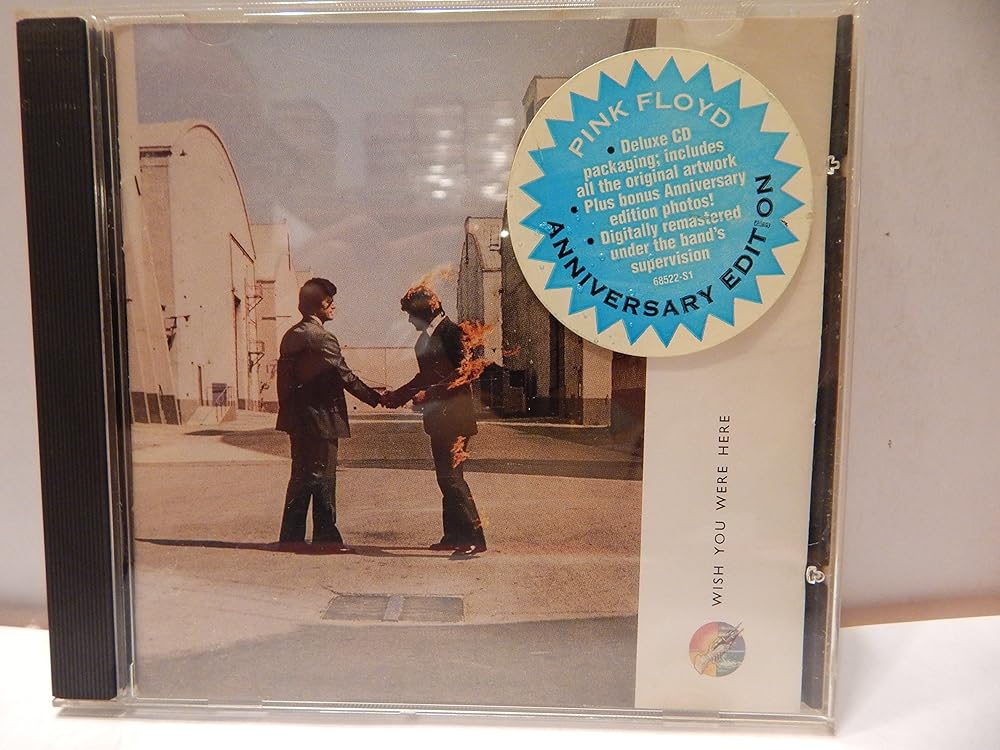 PINK FLOYD
• Deluxe CD
packaging; includes
all the original artwork
• Plus bonus Anniversary
edition photos!
• Digitally remastered
under the band's
supervision
68522-S1
ANNIVERSARY EDITION
WISH YOU WERE HERE